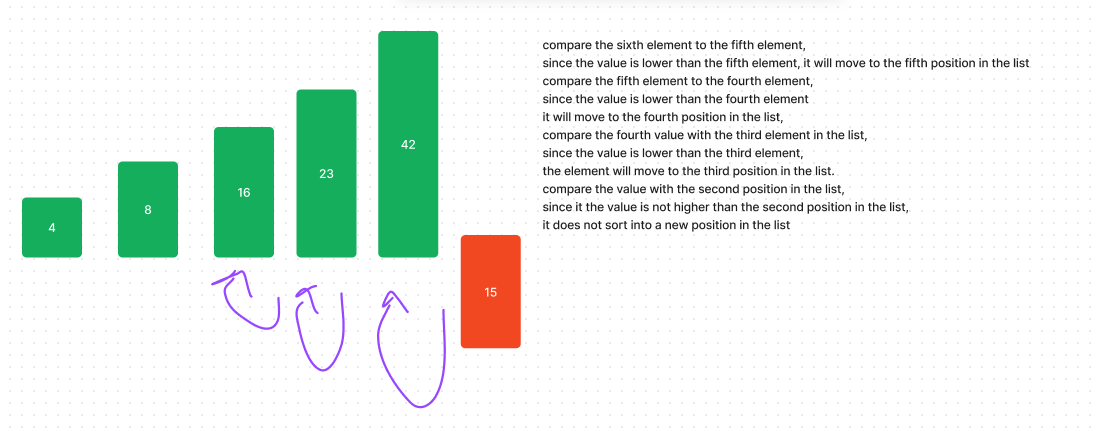 4
8
16
23
42
15
compare the sixth element to the fifth element,
since the value is lower than the fifth element, it will move to the fifth position in the list
compare the fifth element to the fourth element,
since the value is lower than the fourth element
it will move to the fourth position in the list,
compare the fourth value with the third element in the list,
since the value is lower than the third element,
the element will move to the third position in the list.
compare the value with the second position in the list,
since it the value is not higher than the second position in the list,
it does not sort into a new position in the list